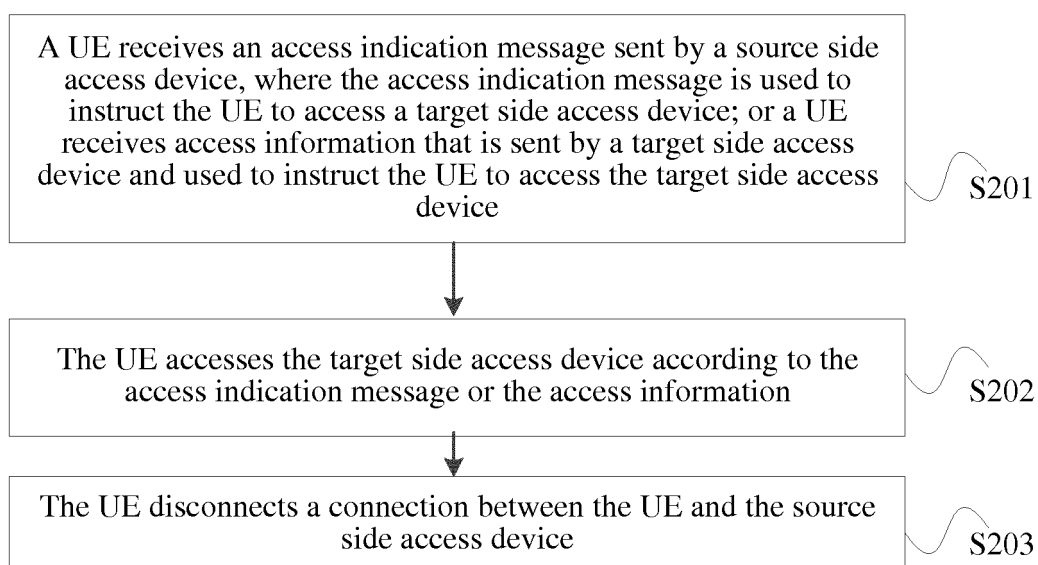 A UE receives an access indication message sent by a source side
access device, where the access indication message is used to
instruct the UE to access a target side access device; or a UE
receives access information that is sent by a target side access
device and used to instruct the UE to access the target side access
device
S201
The UE accesses the target side access device according to the
access indication message or the access information
S202
The UE disconnects a connection between the UE and the source
side access device
S203